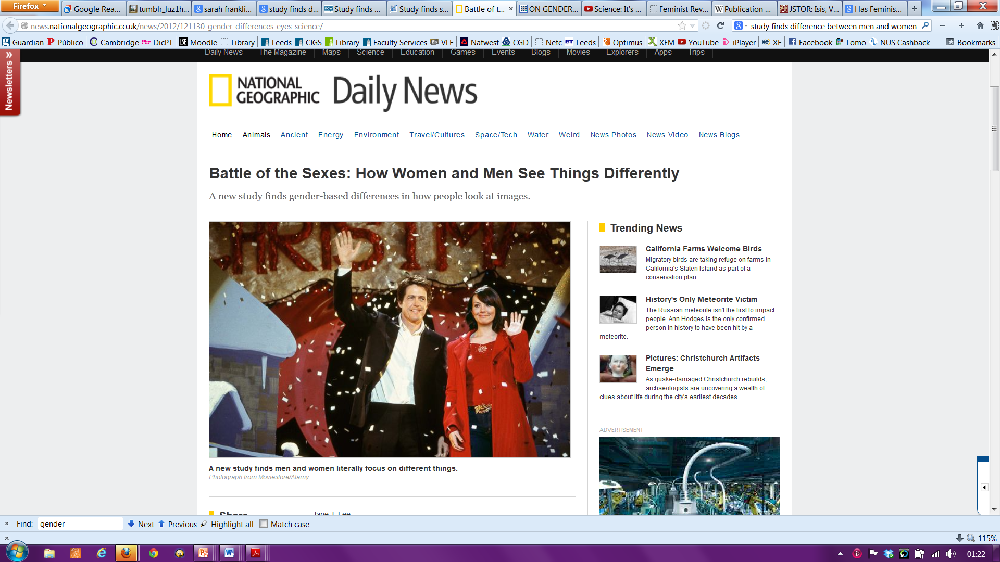 Firefox
Google Rea...
tumblr_luz1h...
sarah frankli...
study finds d...
Study finds ...
Study finds s...
Battle of t...
ON GENDER...
Science: It's ...
Feminist Rev...
Publication ...
JSTOR: Isis, V...
Has Feminis...
news.nationalgeographic.co.uk/news/2012/121130-gender-differences-eyes-science/
study finds difference between men and women
Guardian
Público
Cambridge
DicPT
Moodle
Library
Leeds
CIGS
Library
Faculty Services
VLE
Natwest
CGD
Netc
Leeds
Optimus
XFM
YouTube
iPlayer
XE
Facebook
Lomo
NUS Cashback
Bookmarks
Newsletters
Daily News
The Magazine
Maps
Science
Education
Games
Events
Blogs
Movies
Explorers
Apps
Trips
NATIONAL
GEOGRAPHIC
Daily News
Home
Animals
Ancient
Energy
Environment
Travel/Cultures
Space/Tech
Water
Weird
News Photos
News Video
News Blogs
Battle of the Sexes: How Women and Men See Things Differently
A new study finds gender-based differences in how people look at images.
CHRISTMA
A new study finds men and women literally focus on different things.
Photograph from Moviestore/Alamy
Share
Jane J. Lee
Trending News
California Farms Welcome Birds
Migratory birds are taking refuge on farms in
California's Staten Island as part of a
conservation plan.
History's Only Meteorite Victim
The Russian meteorite isn't the first to impact
people. Ann Hodges is the only confirmed
person in history to have been hit by a
meteorite.
Pictures: Christchurch Artifacts
Emerge
As quake-damaged Christchurch rebuilds,
archaeologists are uncovering a wealth of
clues about life during the city's earliest decades.
ADVERTISEMENT
Find:
gender
Next
Previous
Highlight all
Match case
115%
01:22